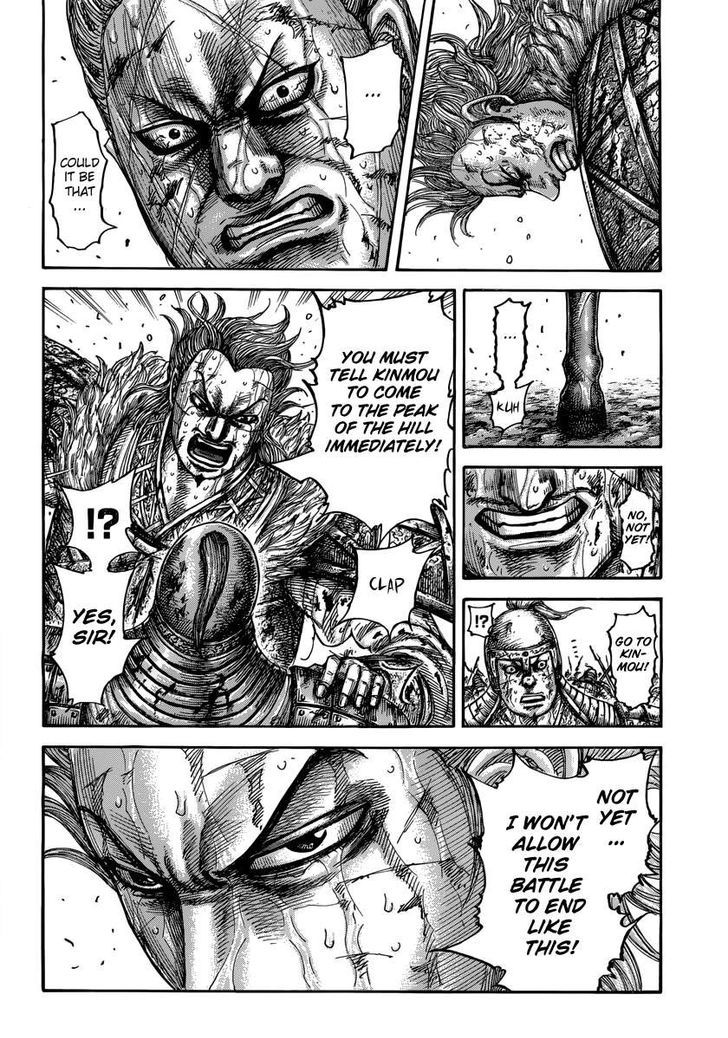 ...
COULD
IT BE
THAT
...
...
KUH
NO,
NOT
YET!
GO TO
KIN-
MOU!
!?
YOU MUST
TELL KINMOU
TO COME
TO THE PEAK
OF THE HILL
IMMEDIATELY!
CLAP
!?
YES,
SIR!
NOT
YET
...
I WON'T
ALLOW
THIS
BATTLE
TO END
LIKE
THIS!